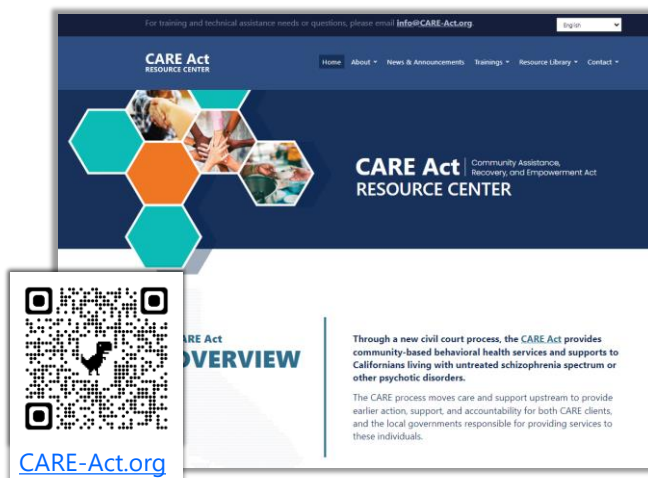 For training and technical assistance needs or questions, please email info@CARE-Act.org.
English
CARE Act
RESOURCE CENTER
Home About News & Announcements Trainings Resource Library Contact
CARE Act
Community Assistance,
Recovery, and Empowerment Act
RESOURCE CENTER
ARE Act
OVERVIEW
Through a new civil court process, the CARE Act provides
community-based behavioral health services and supports to
Californians living with untreated schizophrenia spectrum or
other psychotic disorders.
The CARE process moves care and support upstream to provide
earlier action, support, and accountability for both CARE clients,
and the local governments responsible for providing services to
these individuals.
CARE-Act.org